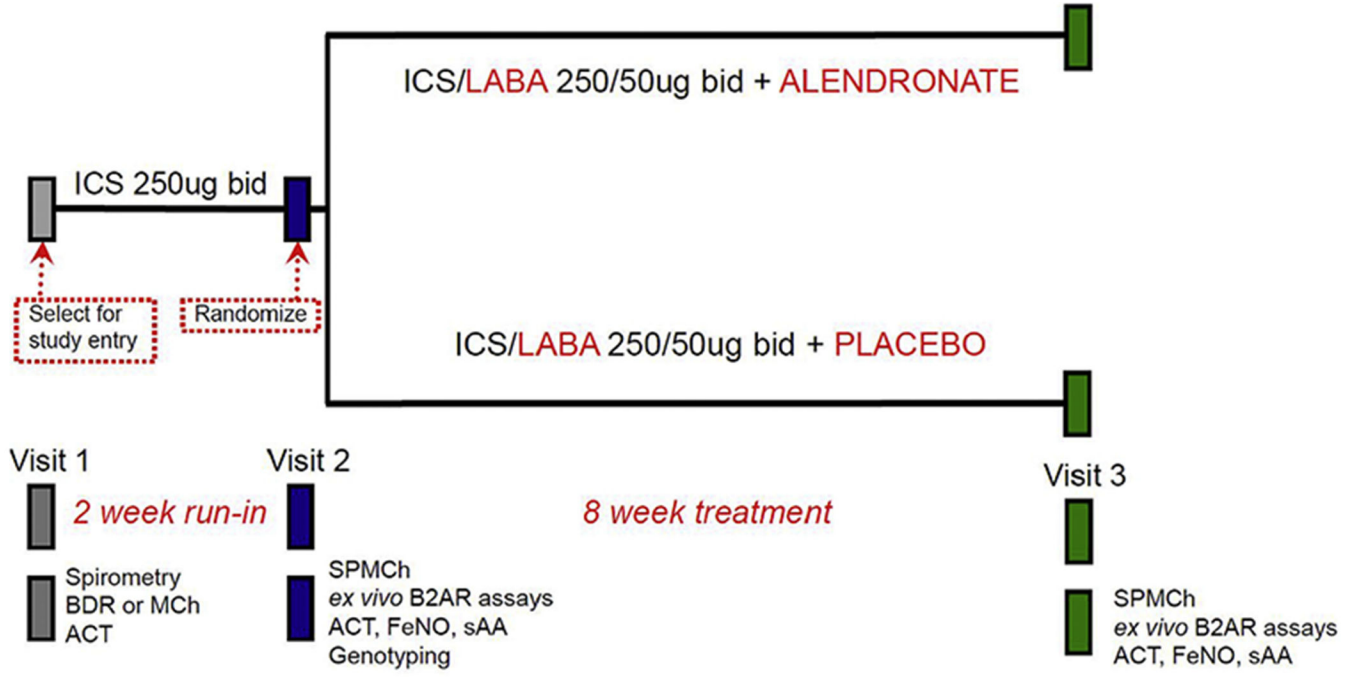 ICS/LABA 250/50ug bid + ALENDRONATE
ICS 250ug bid
Select for
study entry
Randomize
ICS/LABA 250/50ug bid + PLACEBO
Visit 1
Visit 2
Visit 3
2 week run-in
8 week treatment
Spirometry
BDR or MCh
ACT
SPMCh
ex vivo B2AR assays
ACT, FeNO, sAA
Genotyping
SPMCh
ex vivo B2AR assays
ACT, FeNO, sAA